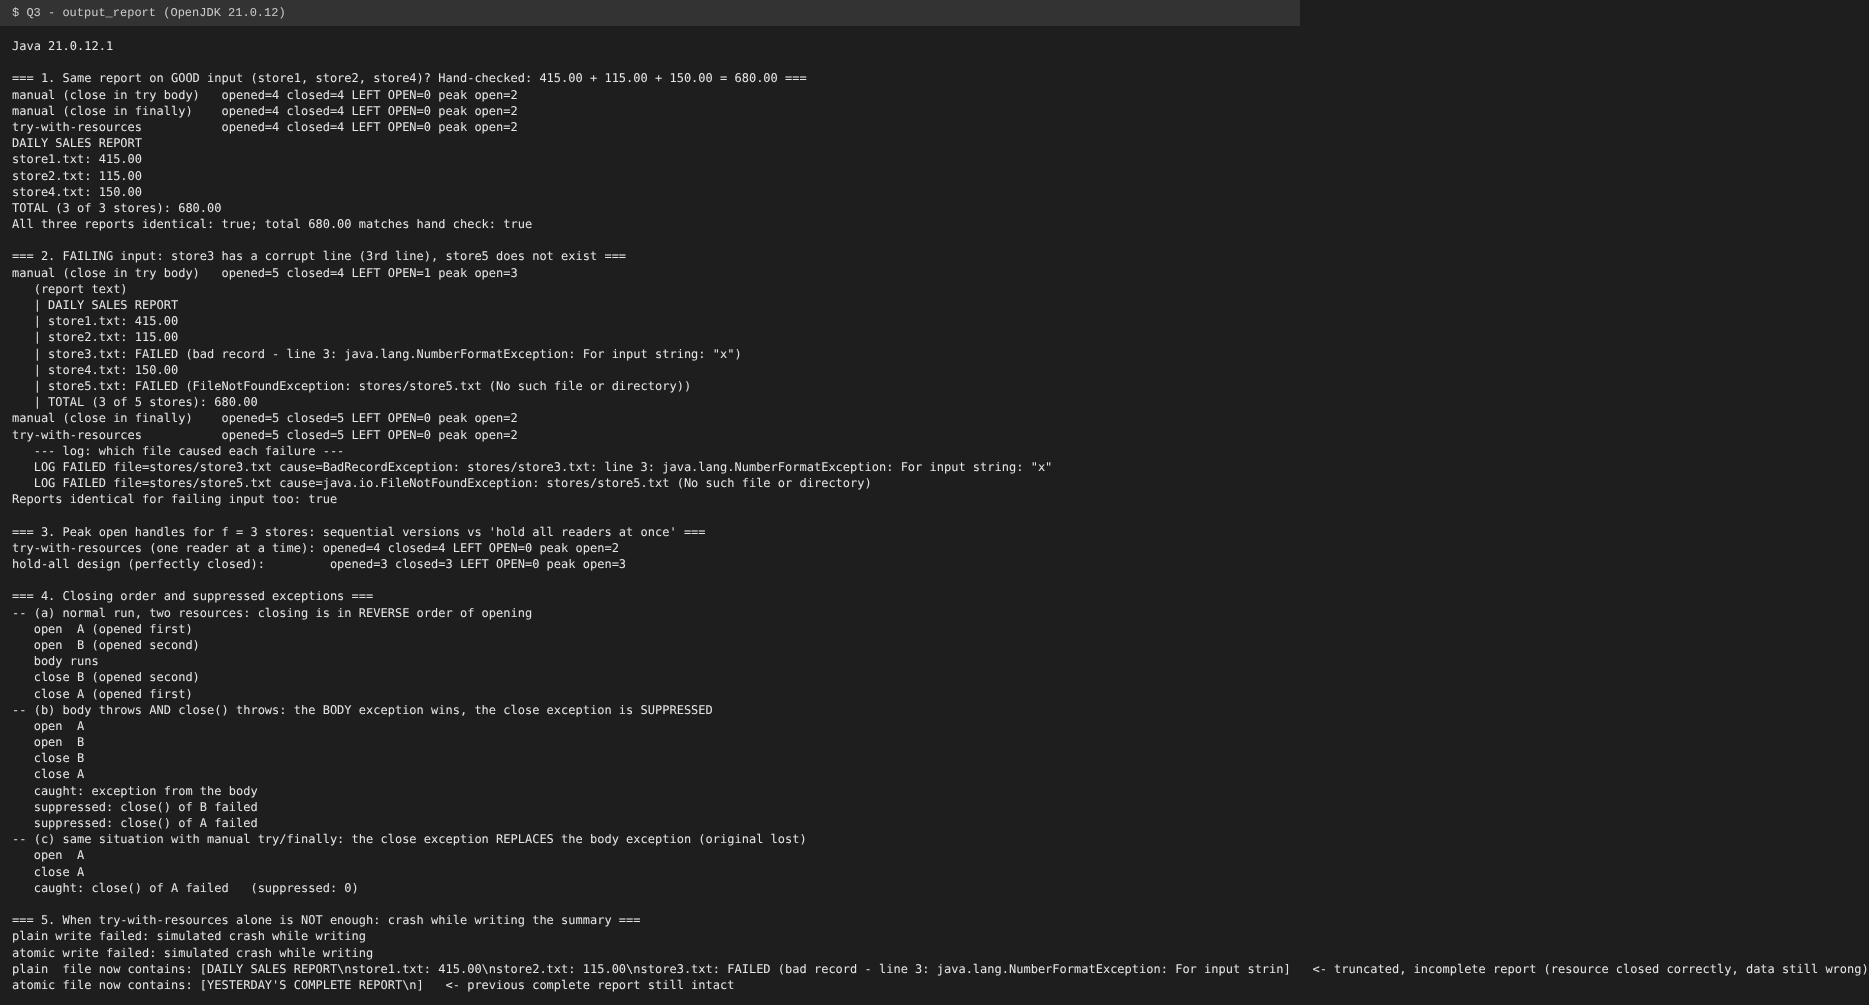 $ Q3 - output_report (OpenJDK 21.0.12)
Java 21.0.12.1
=== 1. Same report on GOOD input (store1, store2, store4)? Hand-checked: 415.00 + 115.00 + 150.00 = 680.00 ===
manual (close in try body)   opened=4 closed=4 LEFT OPEN=0 peak open=2
manual (close in finally)    opened=4 closed=4 LEFT OPEN=0 peak open=2
try-with-resources           opened=4 closed=4 LEFT OPEN=0 peak open=2
DAILY SALES REPORT
store1.txt: 415.00
store2.txt: 115.00
store4.txt: 150.00
TOTAL (3 of 3 stores): 680.00
All three reports identical: true; total 680.00 matches hand check: true
=== 2. FAILING input: store3 has a corrupt line (3rd line), store5 does not exist ===
manual (close in try body)   opened=5 closed=4 LEFT OPEN=1 peak open=3
   (report text)
   | DAILY SALES REPORT
   | store1.txt: 415.00
   | store2.txt: 115.00
   | store3.txt: FAILED (bad record - line 3: java.lang.NumberFormatException: For input string: "x")
   | store4.txt: 150.00
   | store5.txt: FAILED (FileNotFoundException: stores/store5.txt (No such file or directory))
   | TOTAL (3 of 5 stores): 680.00
manual (close in finally)    opened=5 closed=5 LEFT OPEN=0 peak open=2
try-with-resources           opened=5 closed=5 LEFT OPEN=0 peak open=2
   --- log: which file caused each failure ---
   LOG FAILED file=stores/store3.txt cause=BadRecordException: stores/store3.txt: line 3: java.lang.NumberFormatException: For input string: "x"
   LOG FAILED file=stores/store5.txt cause=java.io.FileNotFoundException: stores/store5.txt (No such file or directory)
Reports identical for failing input too: true
=== 3. Peak open handles for f = 3 stores: sequential versions vs 'hold all readers at once' ===
try-with-resources (one reader at a time): opened=4 closed=4 LEFT OPEN=0 peak open=2
hold-all design (perfectly closed):         opened=3 closed=3 LEFT OPEN=0 peak open=3
=== 4. Closing order and suppressed exceptions ===
-- (a) normal run, two resources: closing is in REVERSE order of opening
   open  A (opened first)
   open  B (opened second)
   body runs
   close B (opened second)
   close A (opened first)
-- (b) body throws AND close() throws: the BODY exception wins, the close exception is SUPPRESSED
   open  A
   open  B
   close B
   close A
   caught: exception from the body
   suppressed: close() of B failed
   suppressed: close() of A failed
-- (c) same situation with manual try/finally: the close exception REPLACES the body exception (original lost)
   open  A
   close A
   caught: close() of A failed   (suppressed: 0)
=== 5. When try-with-resources alone is NOT enough: crash while writing the summary ===
plain write failed: simulated crash while writing
atomic write failed: simulated crash while writing
plain  file now contains: [DAILY SALES REPORT\nstore1.txt: 415.00\nstore2.txt: 115.00\nstore3.txt: FAILED (bad record - line 3: java.lang.NumberFormatException: For input strin]   <- truncated, incomplete report (resource closed correctly, data still wrong)
atomic file now contains: [YESTERDAY'S COMPLETE REPORT\n]   <- previous complete report still intact